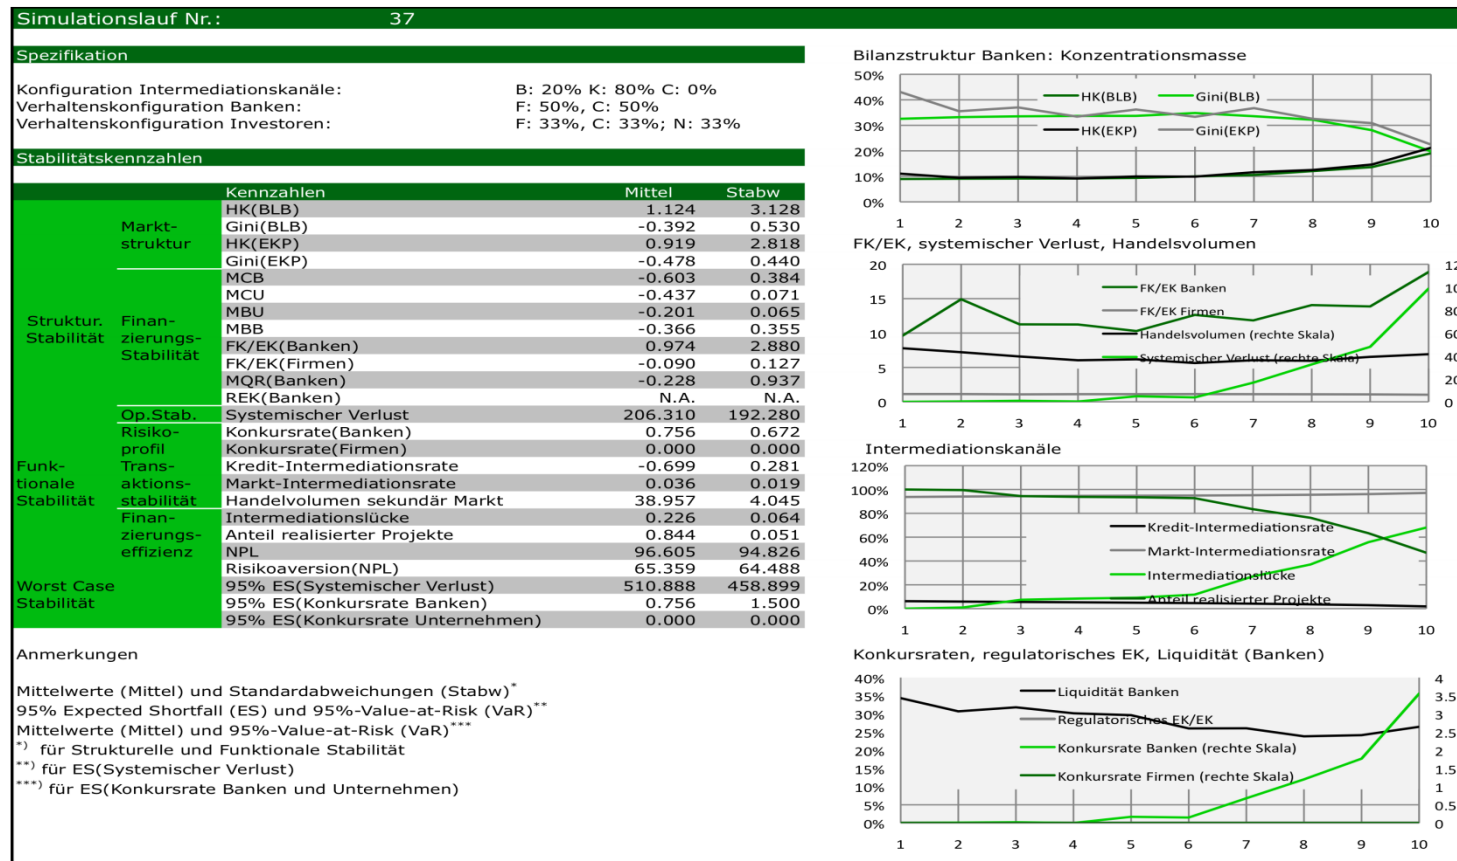 Simulationslauf Nr.: 37
Spezifikation
Konfiguration Intermediationskanäle: B: 20% K: 80% C: 0%
Verhaltenskonfiguration Banken: F: 50%, C: 50%
Verhaltenskonfiguration Investoren: F: 33%, C: 33%; N: 33%
Stabilitätskennzahlen
Kennzahlen Mittel Stabw
HK(BLB) 1.124 3.128
Markt- Gini(BLB) -0.392 0.530
struktur HK(EKP) 0.919 2.818
Gini(EKP) -0.478 0.440
MCB -0.603 0.384
MCU -0.437 0.071
MBU -0.201 0.065
Struktur. Finan- MBB -0.366 0.355
Stabilität zierungs- FK/EK(Banken) 0.974 2.880
Stabilität FK/EK(Firmen) -0.090 0.127
MQR(Banken) -0.228 0.937
REK(Banken) N.A. N.A.
Op.Stab. Systemischer Verlust 206.310 192.280
Risiko- Konkursrate(Banken) 0.756 0.672
profil Konkursrate(Firmen) 0.000 0.000
Funk- Trans- Kredit-Intermediationsrate -0.699 0.281
tionale aktions- Markt-Intermediationsrate 0.036 0.019
Stabilität stabilität Handelvolumen sekundär Markt 38.957 4.045
Finan- Intermediationslücke 0.226 0.064
zierungs- Anteil realisierter Projekte 0.844 0.051
effizienz NPL 96.605 94.826
Risikoaversion(NPL) 65.359 64.488
Worst Case 95% ES(Systemischer Verlust) 510.888 458.899
Stabilität 95% ES(Konkursrate Banken) 0.756 1.500
95% ES(Konkursrate Unternehmen) 0.000 0.000
Anmerkungen
Mittelwerte (Mittel) und Standardabweichungen (Stabw)*
95% Expected Shortfall (ES) und 95%-Value-at-Risk (VaR)**
Mittelwerte (Mittel) und 95%-Value-at-Risk (VaR)***
*) für Strukturelle und Funktionale Stabilität
**) für ES(Systemischer Verlust)
***) für ES(Konkursrate Banken und Unternehmen)
Bilanzstruktur Banken: Konzentrationsmasse
50%
40%
30%
20%
10%
0%
HK(BLB) Gini(BLB)
HK(EKP) Gini(EKP)
1 2 3 4 5 6 7 8 9 10
FK/EK, systemischer Verlust, Handelsvolumen
20
15
10
5
0
FK/EK Banken
FK/EK Firmen
Handelsvolumen (rechte Skala)
Systemischer Verlust (rechte Skala)
12
10
80
60
40
20
0
1 2 3 4 5 6 7 8 9 10
Intermediationskanäle
120%
100%
80%
60%
40%
20%
0%
Kredit-Intermediationsrate
Markt-Intermediationsrate
Intermediationslücke
Anteil realisierter Projekte
1 2 3 4 5 6 7 8 9 10
Konkursraten, regulatorisches EK, Liquidität (Banken)
40%
35%
30%
25%
20%
15%
10%
5%
0%
Liquidität Banken
Regulatorisches EK/EK
Konkursrate Banken (rechte Skala)
Konkursrate Firmen (rechte Skala)
4
3.5
3
2.5
2
1.5
1
0.5
0
1 2 3 4 5 6 7 8 9 10